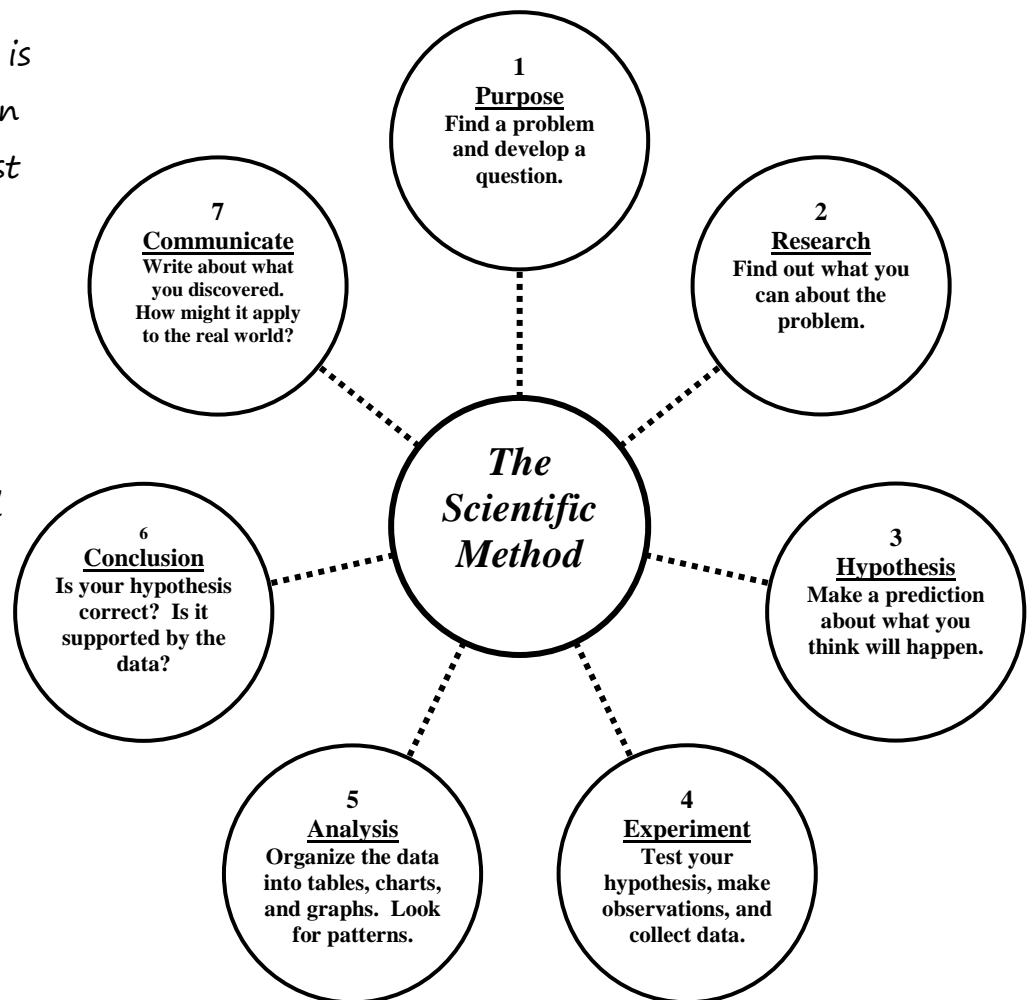 is
n
st
1
Purpose
Find a problem
and develop a
question.
2
Research
Find out what you
can about the
problem.
3
Hypothesis
Make a prediction
about what you
think will happen.
4
Experiment
Test your
hypothesis, make
observations, and
collect data.
5
Analysis
Organize the data
into tables, charts,
and graphs.  Look
for patterns.
6
Conclusion
Is your hypothesis
correct?  Is it
supported by the
data?
7
Communicate
Write about what
you discovered.
How might it apply
to the real world?
The
Scientific
Method